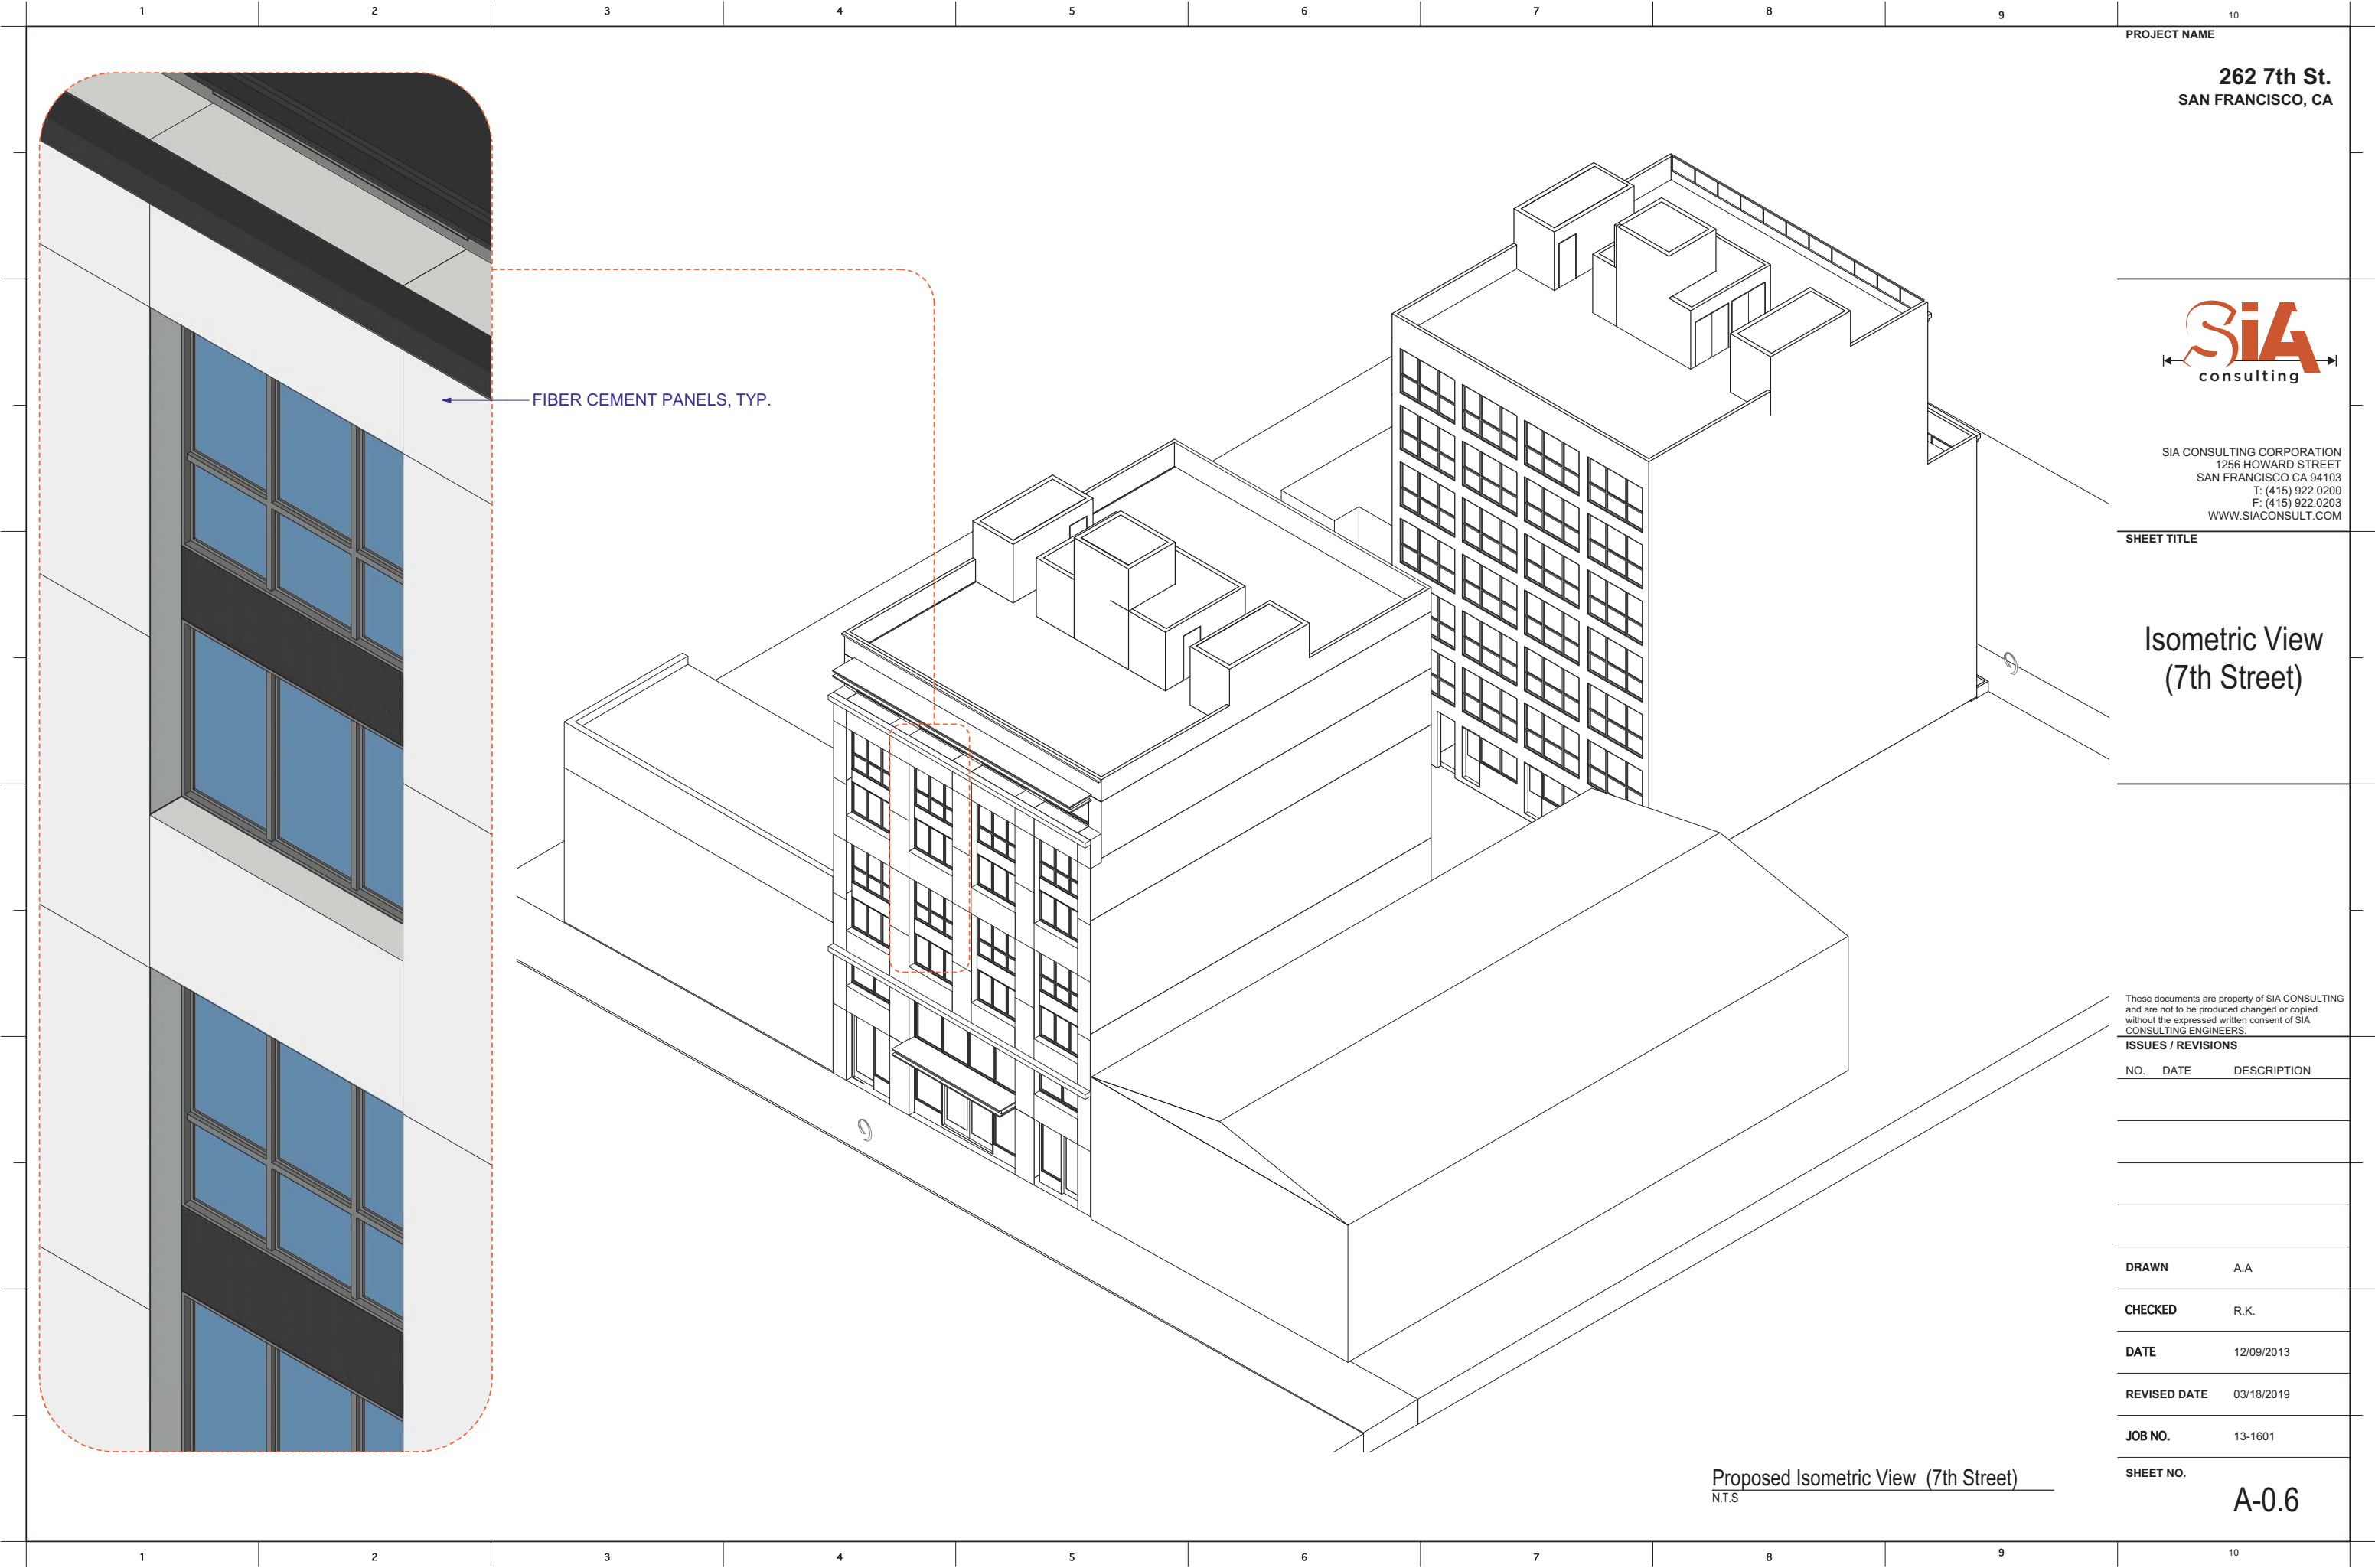 1 2 3 4 5 6 7 8 9 10
PROJECT NAME
262 7th St.
SAN FRANCISCO, CA
FIBER CEMENT PANELS, TYP.
SiA
consulting
SIA CONSULTING CORPORATION
1256 HOWARD STREET
SAN FRANCISCO CA 94103
T: (415) 922.0200
F: (415) 922.0203
WWW.SIACONSULT.COM
SHEET TITLE
Isometric View
(7th Street)
These documents are property of SIA CONSULTING
and are not to be produced changed or copied
without the expressed written consent of SIA
CONSULTING ENGINEERS.
ISSUES / REVISIONS
NO. DATE DESCRIPTION
DRAWN A.A
CHECKED R.K.
DATE 12/09/2013
REVISED DATE 03/18/2019
JOB NO. 13-1601
SHEET NO.
A-0.6
Proposed Isometric View (7th Street)
N.T.S
1 2 3 4 5 6 7 8 9 10